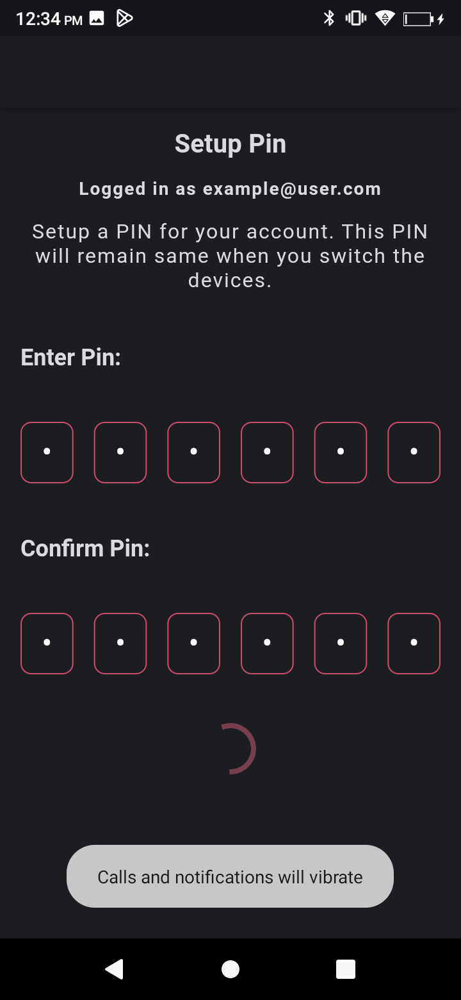 12:34 PM
Setup Pin
Logged in as example@user.com
Setup a PIN for your account. This PIN
will remain same when you switch the
devices.
Enter Pin:
Confirm Pin:
Calls and notifications will vibrate